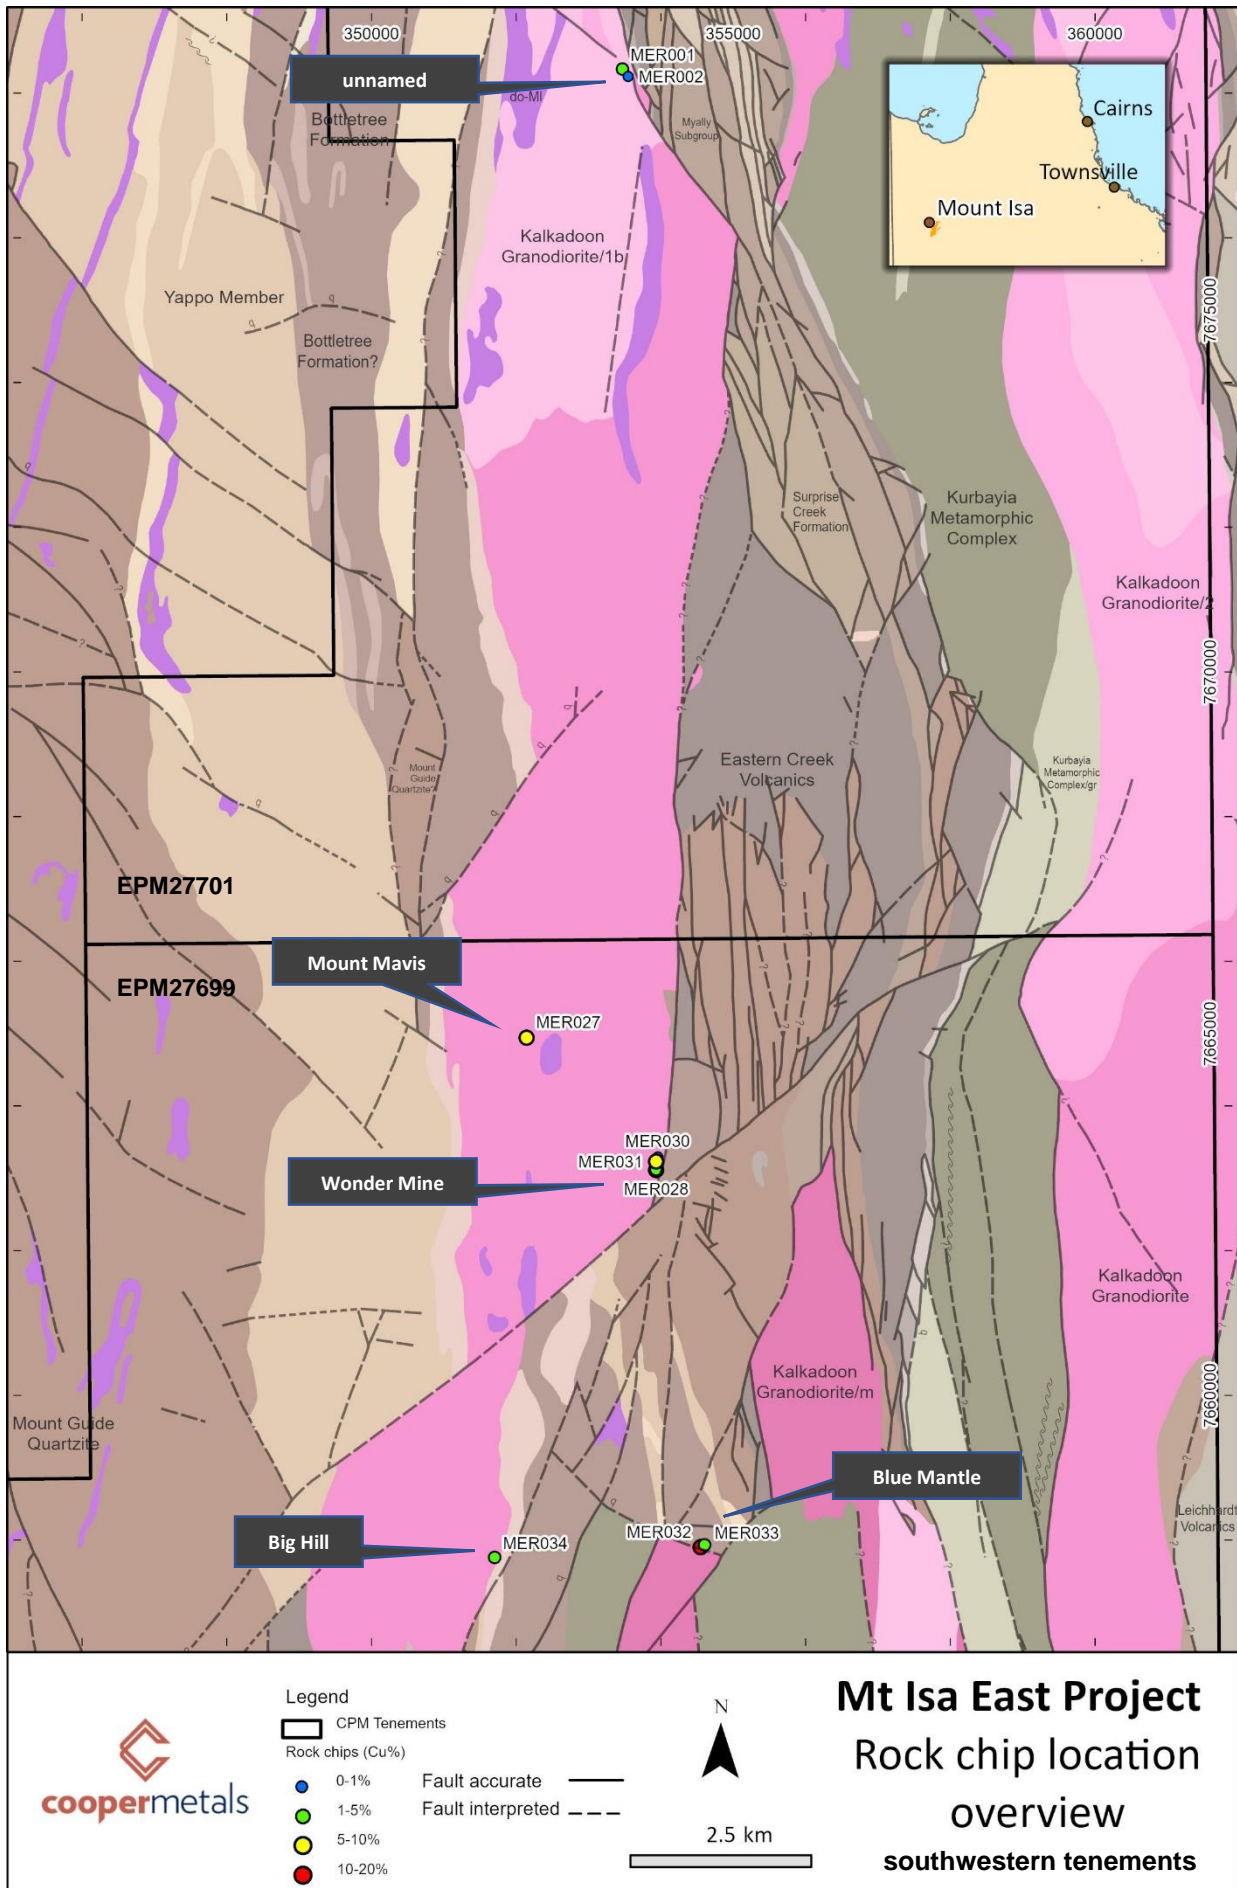 350000
355000
360000
unnamed
MER001
MER002
do-MI
Bottletree
Formation
Myally
Subgroup
Cairns
Townsville
Mount Isa
Kalkadoon
Granodiorite/1b
Yappo Member
q
Bottletree
Formation?
7675000
Surprise
Creek
Formation
Kurbayia
Metamorphic
Complex
Kalkadoon
Granodiorite/2
7670000
Mount
Guide
Quartzite?
Eastern Creek
Volcanics
Kurbayia
Metamorphic
Complex/gr
EPM27701
Mount Mavis
EPM27699
MER027
7665000
MER030
MER031
MER028
Wonder Mine
Kalkadoon
Granodiorite
Kalkadoon
Granodiorite/m
7660000
Mount Guide
Quartzite
Blue Mantle
Leichhardt
Volcanics
Big Hill
MER034
MER032
MER033
Legend
CPM Tenements
Rock chips (Cu%)
0-1%
1-5%
5-10%
10-20%
Fault accurate
Fault interpreted
N
2.5 km
coopermetals
Mt Isa East Project
Rock chip location
overview
southwestern tenements